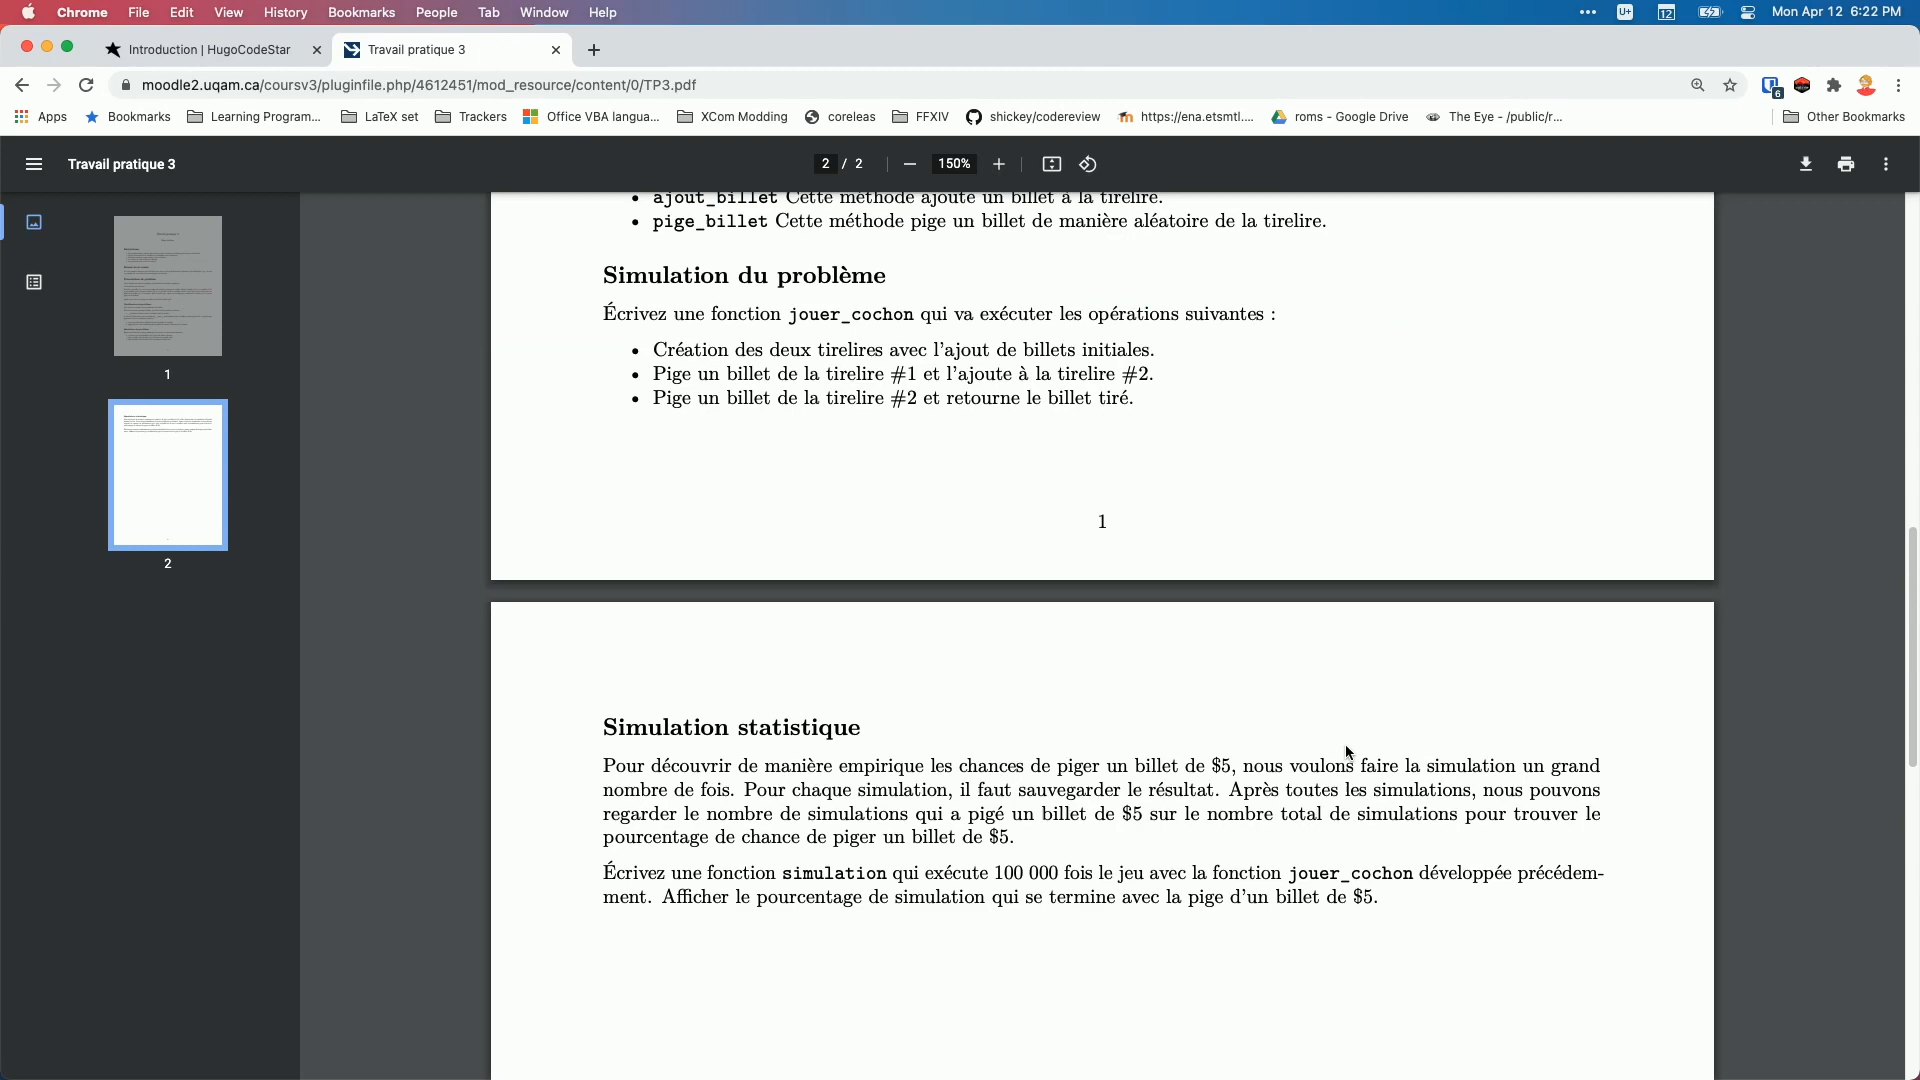 Chrome File Edit View History Bookmarks People Tab Window Help
U+ 12 Mon Apr 12 6:22 PM
Introduction | HugoCodeStar
Travail pratique 3
moodle2.uqam.ca/coursv3/pluginfile.php/4612451/mod_resource/content/0/TP3.pdf
6
Apps Bookmarks Learning Program... LaTeX set Trackers Office VBA langua... XCom Modding coreleas FFXIV shickey/codereview https://ena.etsmtl.... roms - Google Drive The Eye - /public/r... Other Bookmarks
Travail pratique 3
2 / 2
150%
1
2
• ajout_billet Cette méthode ajoute un billet à la tirelire.
• pige_billet Cette méthode pige un billet de manière aléatoire de la tirelire.
Simulation du problème
Écrivez une fonction jouer_cochon qui va exécuter les opérations suivantes :
• Création des deux tirelires avec l'ajout de billets initiales.
• Pige un billet de la tirelire #1 et l'ajoute à la tirelire #2.
• Pige un billet de la tirelire #2 et retourne le billet tiré.
1
Simulation statistique
Pour découvrir de manière empirique les chances de piger un billet de $5, nous voulons faire la simulation un grand
nombre de fois. Pour chaque simulation, il faut sauvegarder le résultat. Après toutes les simulations, nous pouvons
regarder le nombre de simulations qui a pigé un billet de $5 sur le nombre total de simulations pour trouver le
pourcentage de chance de piger un billet de $5.
Écrivez une fonction simulation qui exécute 100 000 fois le jeu avec la fonction jouer_cochon développée précédem-
ment. Afficher le pourcentage de simulation qui se termine avec la pige d'un billet de $5.